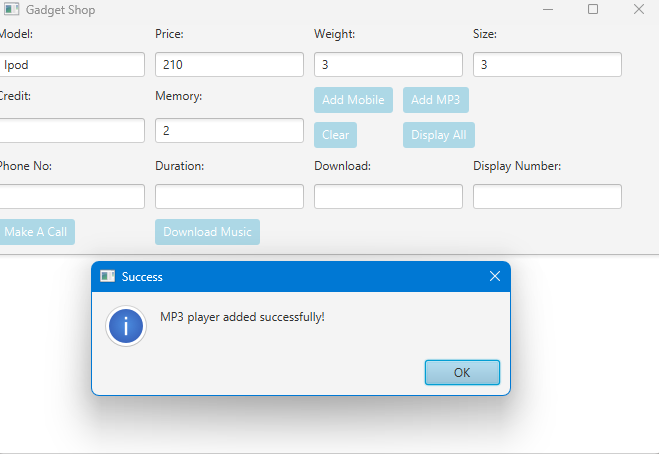 Gadget Shop
Model: Price: Weight: Size:
Ipod 210 3 3
Credit: Memory: Add Mobile Add MP3
2 Clear Display All
Phone No: Duration: Download: Display Number:
Make A Call Download Music
Success
MP3 player added successfully!
OK